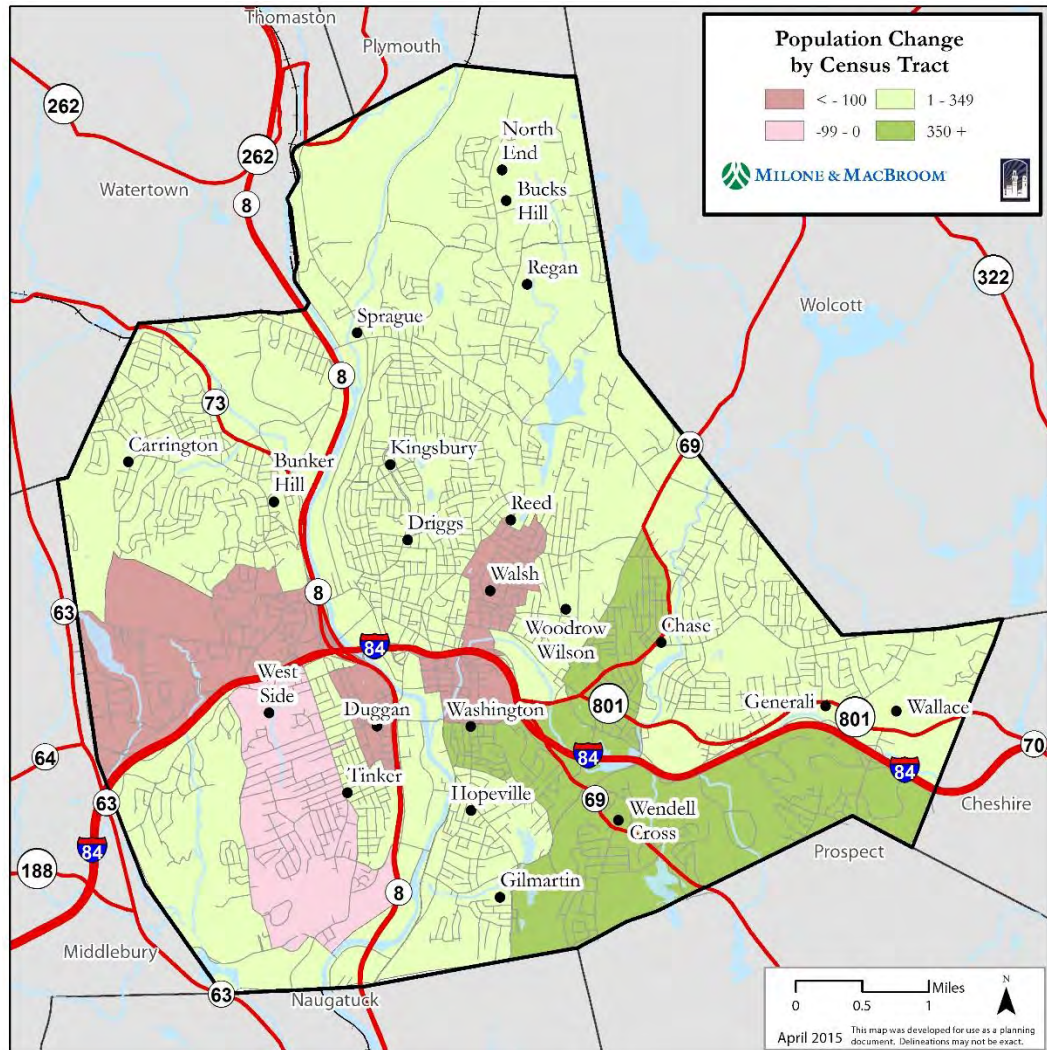 Thomaston
Plymouth
Population Change
by Census Tract
< - 100
1 - 349
-99 - 0
350 +
MILONE & MACBROOM
262
262
North
End
Watertown
8
Bucks
Hill
Regan
322
Wolcott
Sprague
8
73
69
Carrington
Kingsbury
Bunker
Hill
Reed
Driggs
Walsh
8
63
Woodrow
Wilson
Chase
84
West
Side
801
Generali
801
Wallace
Duggan
Washington
64
84
70
Tinker
84
63
Hopeville
69
Wendell
Cross
Cheshire
84
Prospect
188
8
Gilmartin
Middlebury
63
Naugatuck
Miles
0 0.5 1
N
April 2015
This map was developed for use as a planning
document. Delineations may not be exact.